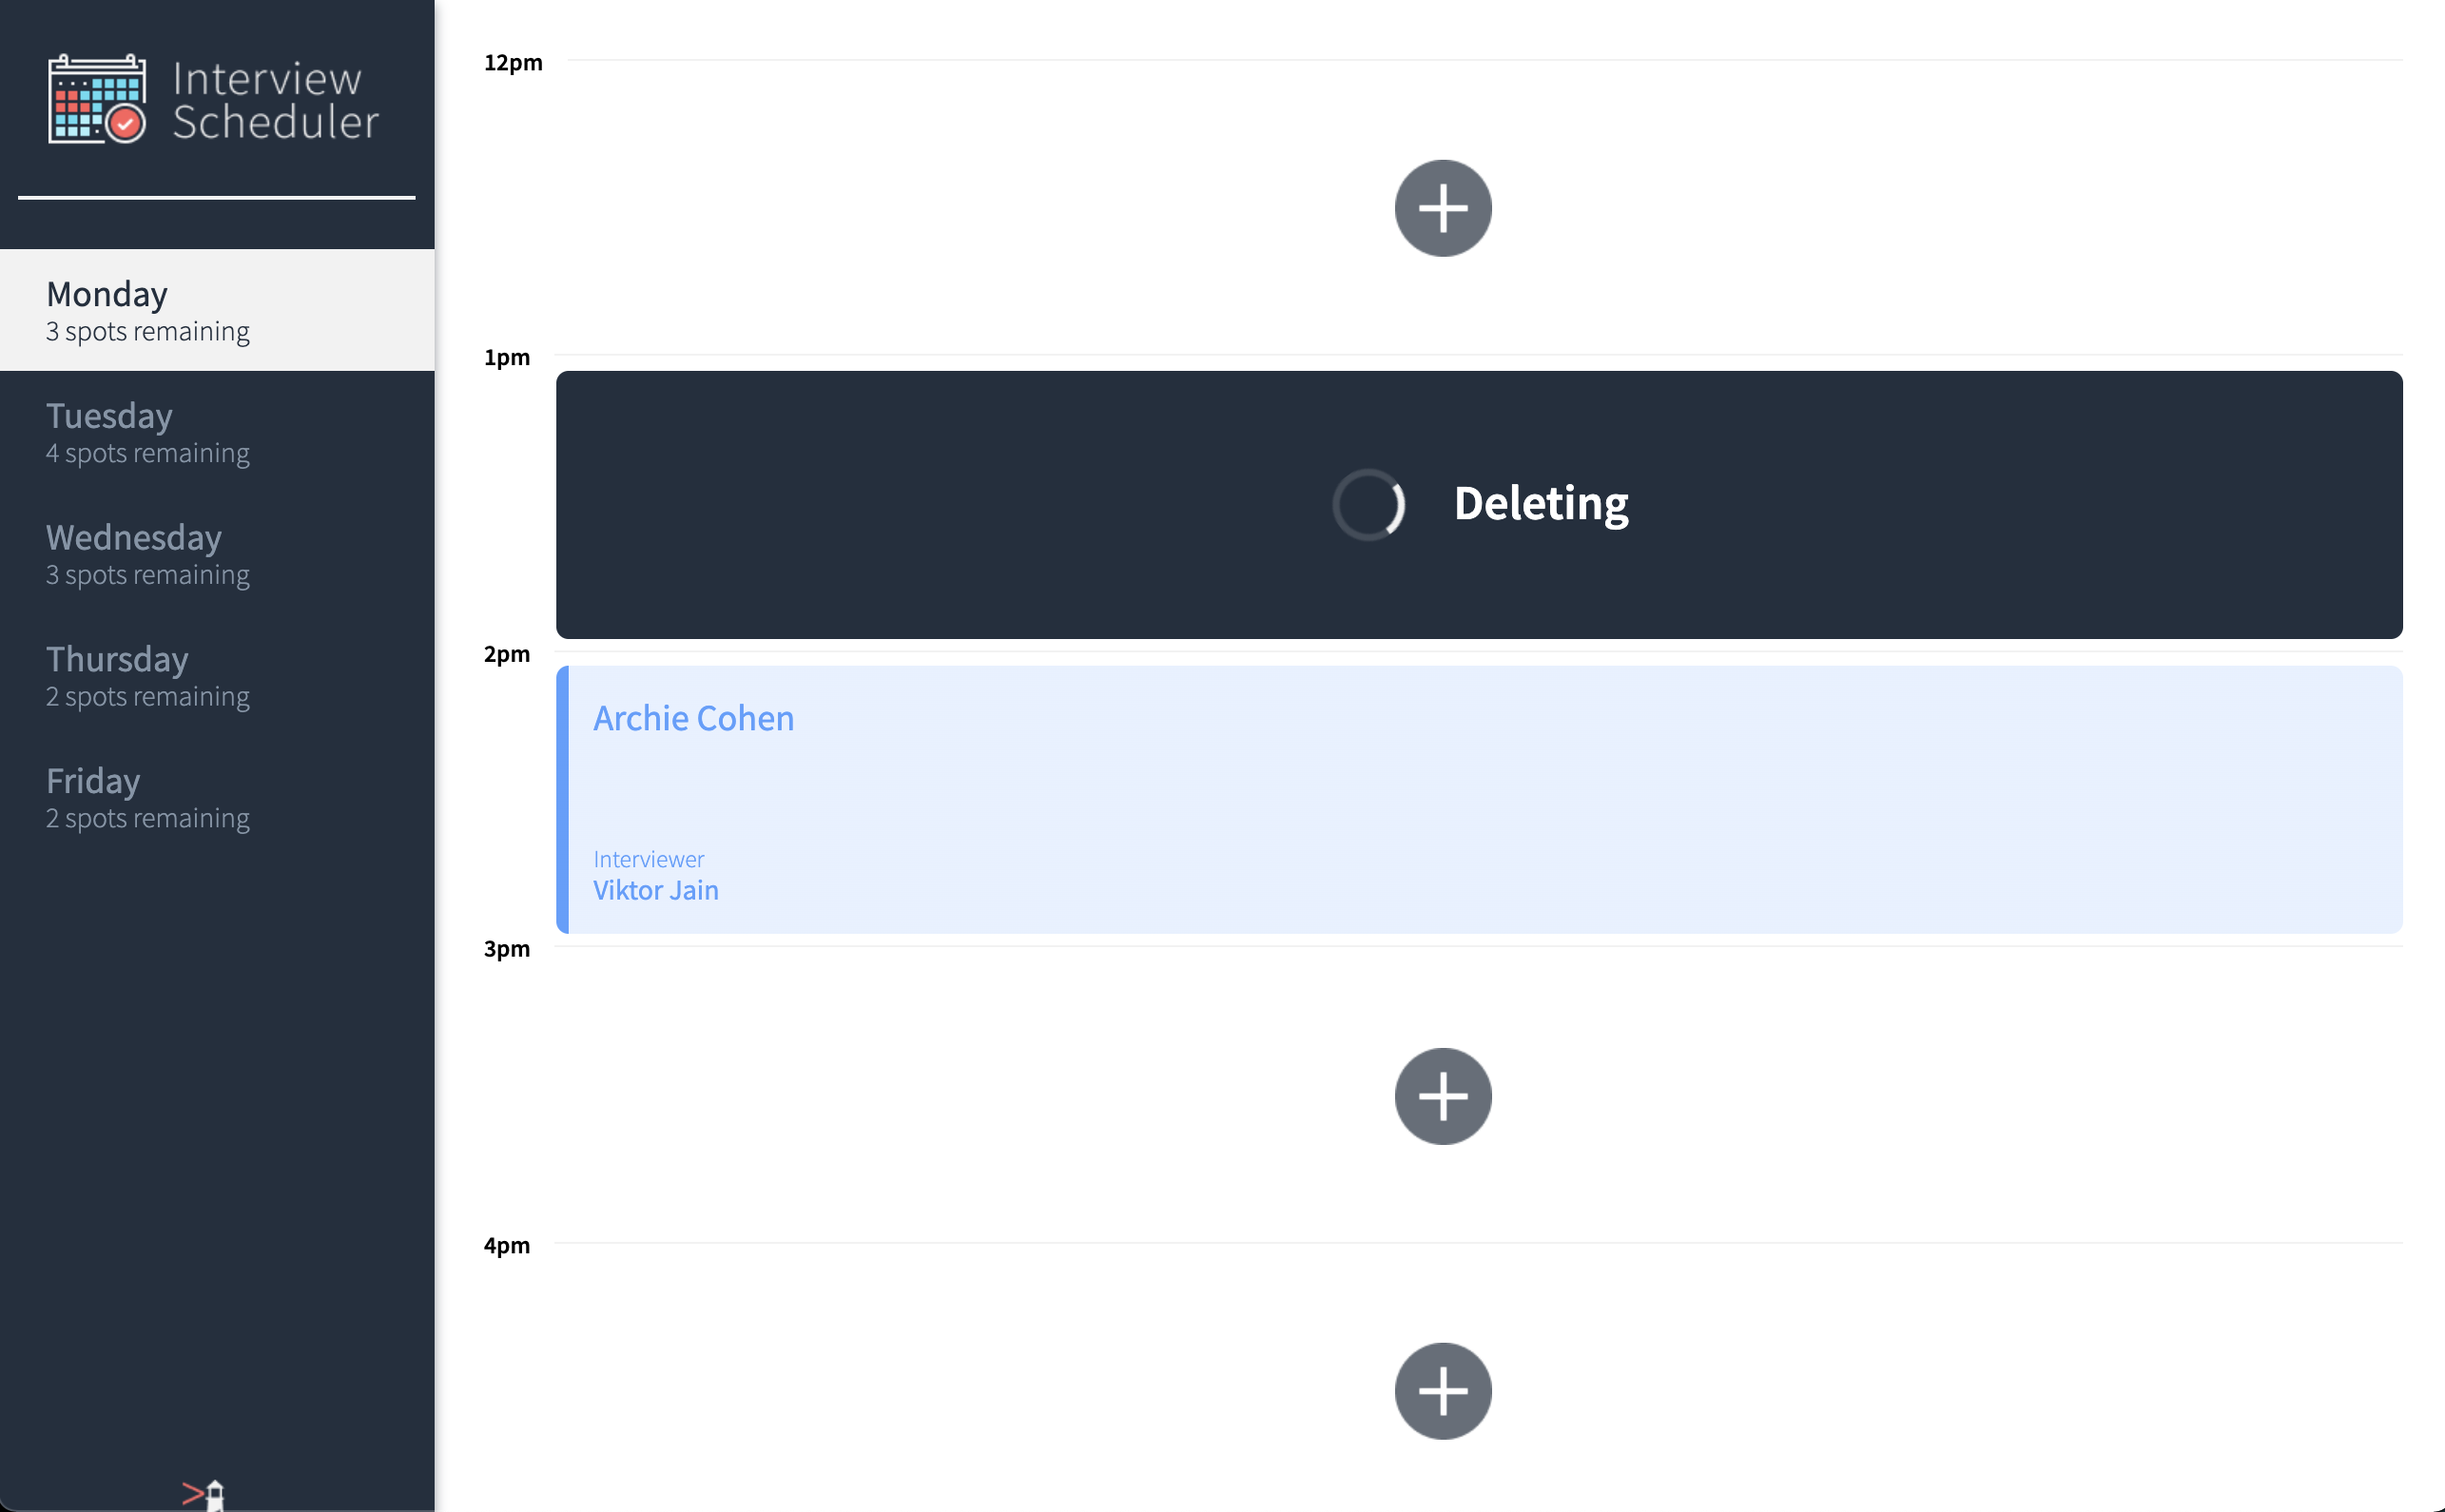 Interview
Scheduler
Monday
3 spots remaining
Tuesday
4 spots remaining
Wednesday
3 spots remaining
Thursday
2 spots remaining
Friday
2 spots remaining
12pm
1pm
Deleting
2pm
Archie Cohen
Interviewer
Viktor Jain
3pm
4pm